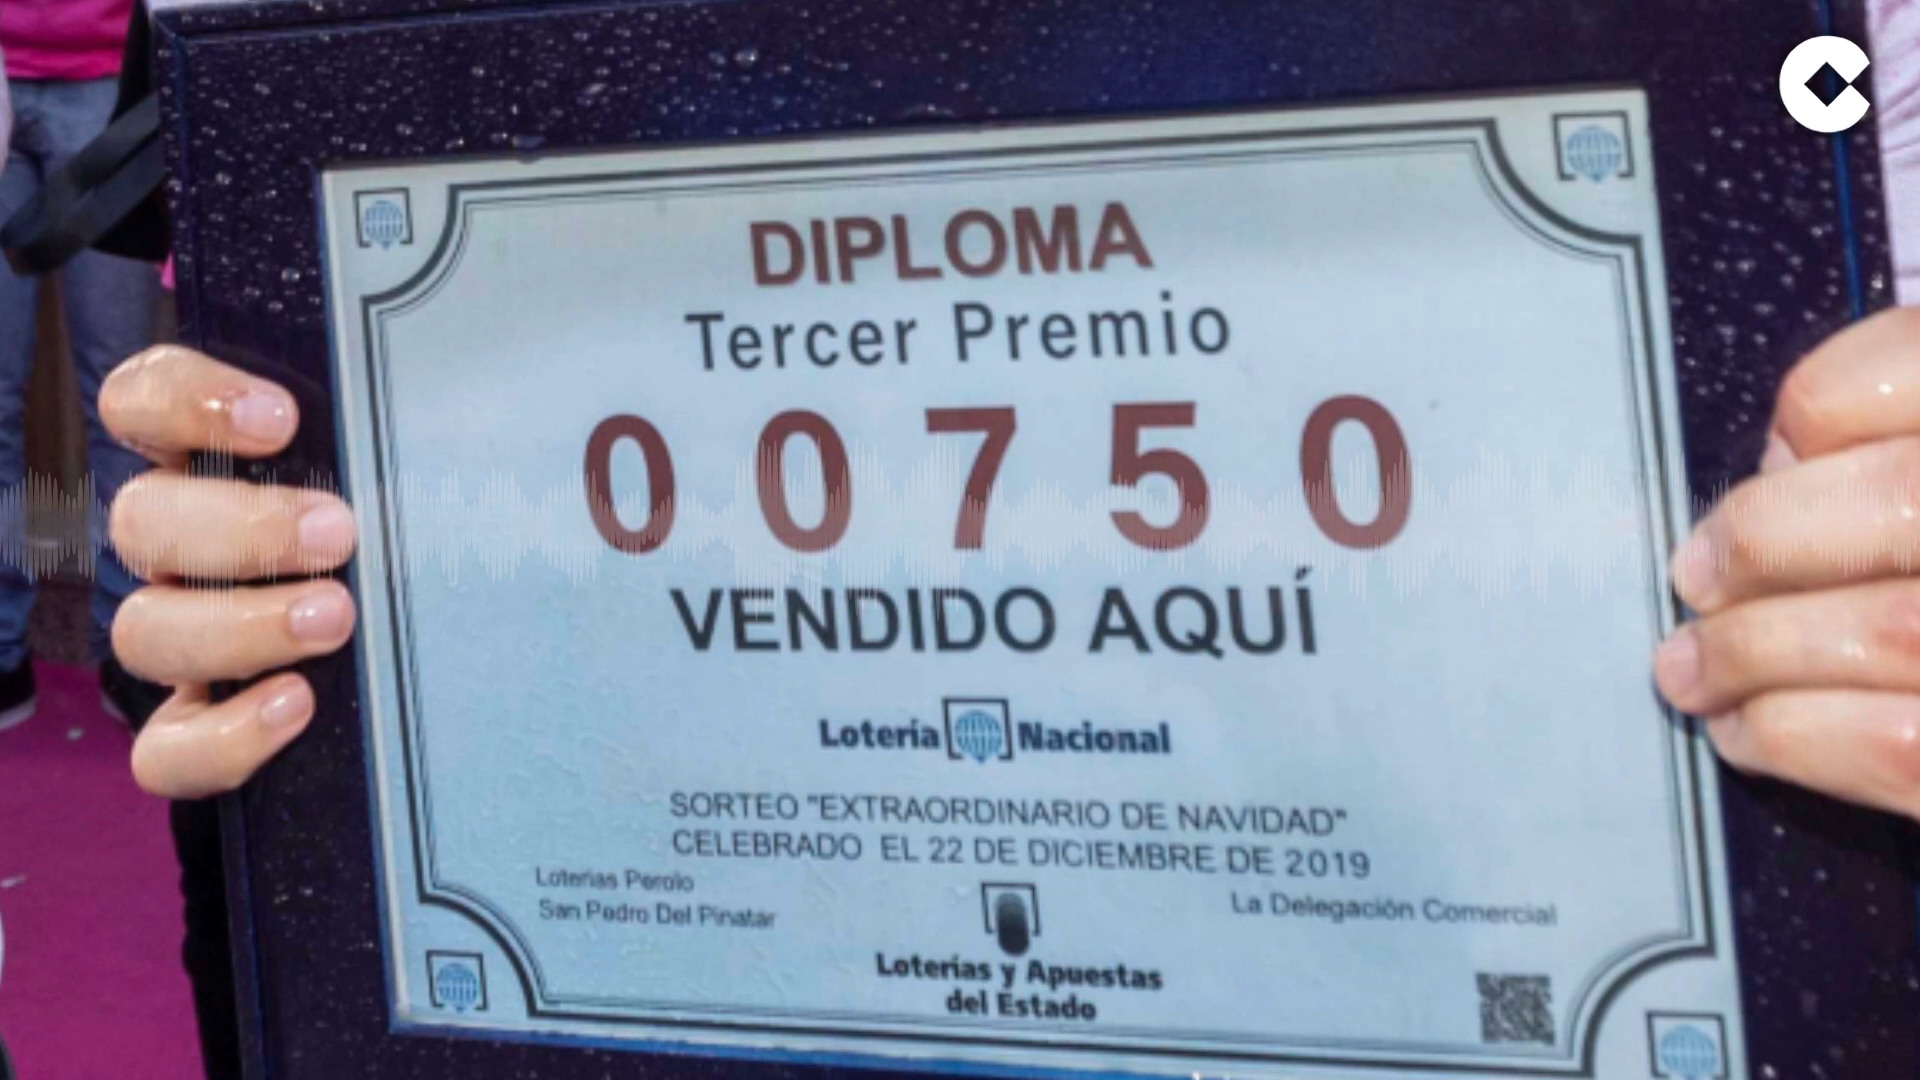 DIPLOMA
Tercer Premio
00750
VENDIDO AQUÍ
Lotería Nacional
SORTEO "EXTRAORDINARIO DE NAVIDAD"
CELEBRADO EL 22 DE DICIEMBRE DE 2019
Loterias Perolo
San Pedro Del Pinatar
La Delegación Comercial
Loterías y Apuestas
del Estado